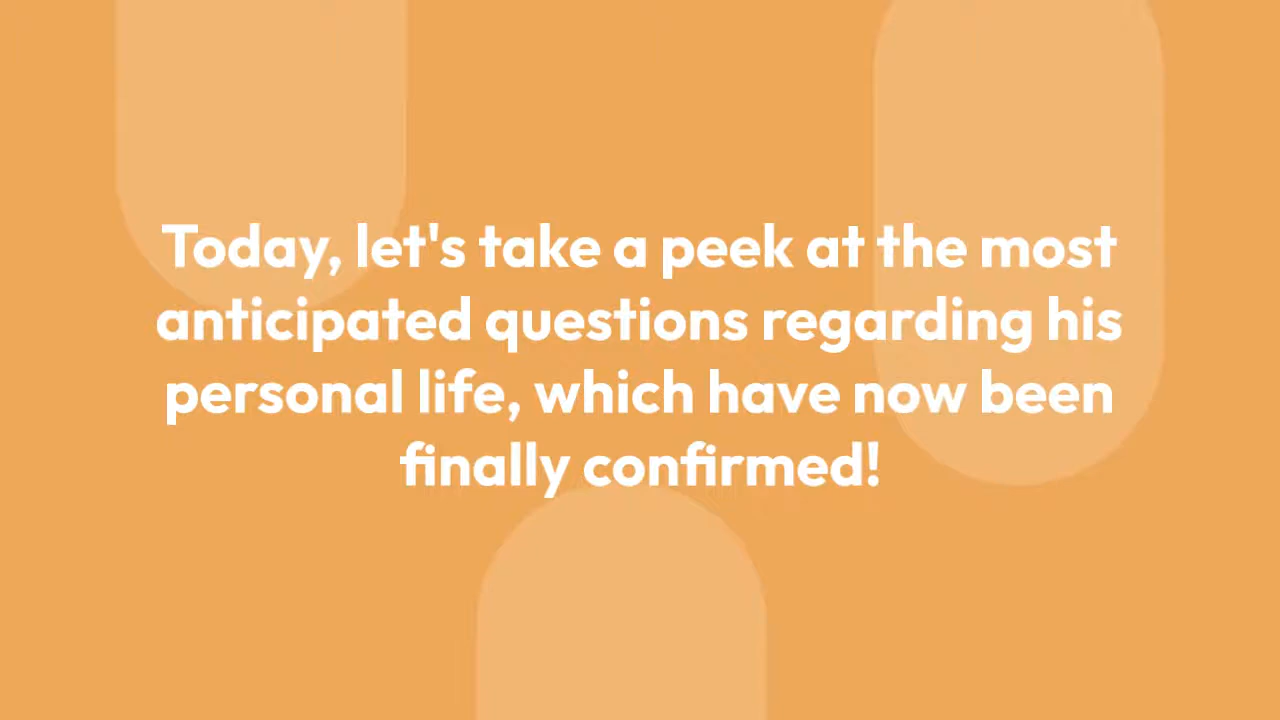 Today, let's take a peek at the most
anticipated questions regarding his
personal life, which have now been
finally confirmed!